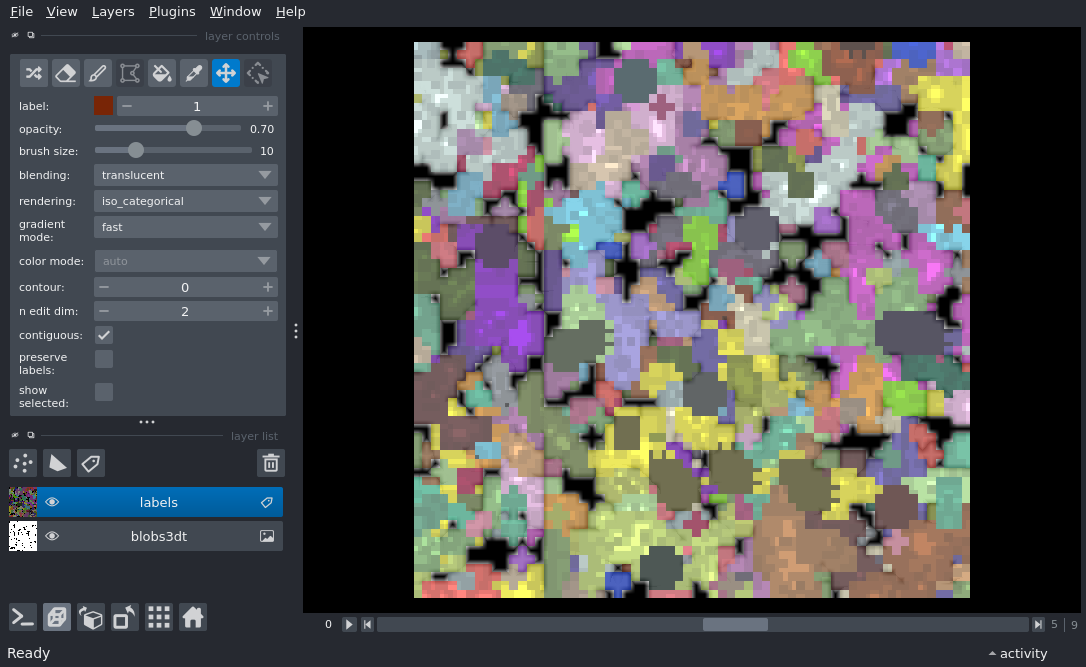 File View Layers Plugins Window Help
layer controls
label: 1
opacity: 0.70
brush size: 10
blending: translucent
rendering: iso_categorical
gradient
mode: fast
color mode: auto
contour: 0
n edit dim: 2
contiguous:
preserve
labels:
show
selected:
layer list
labels
blobs3dt
0 5 | 9
Ready activity